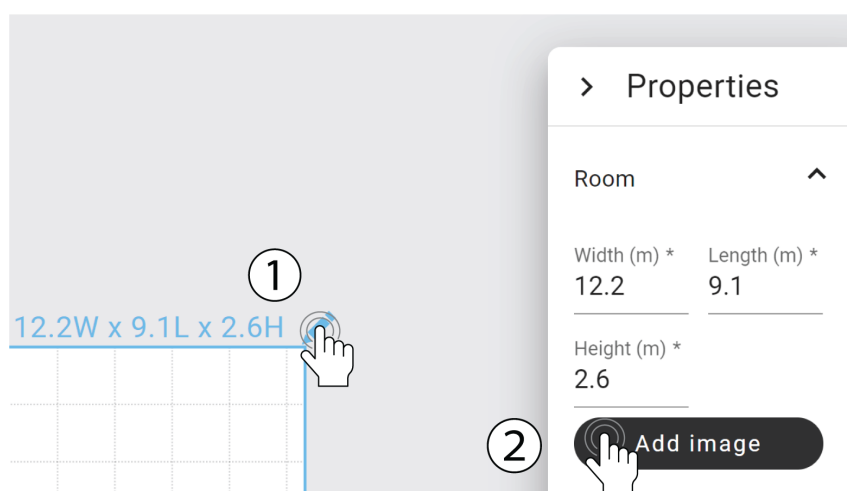 Properties
Room
Width (m) * Length (m) *
12.2 9.1
Height (m) *
2.6
Add image
1
12.2W x 9.1L x 2.6H
2